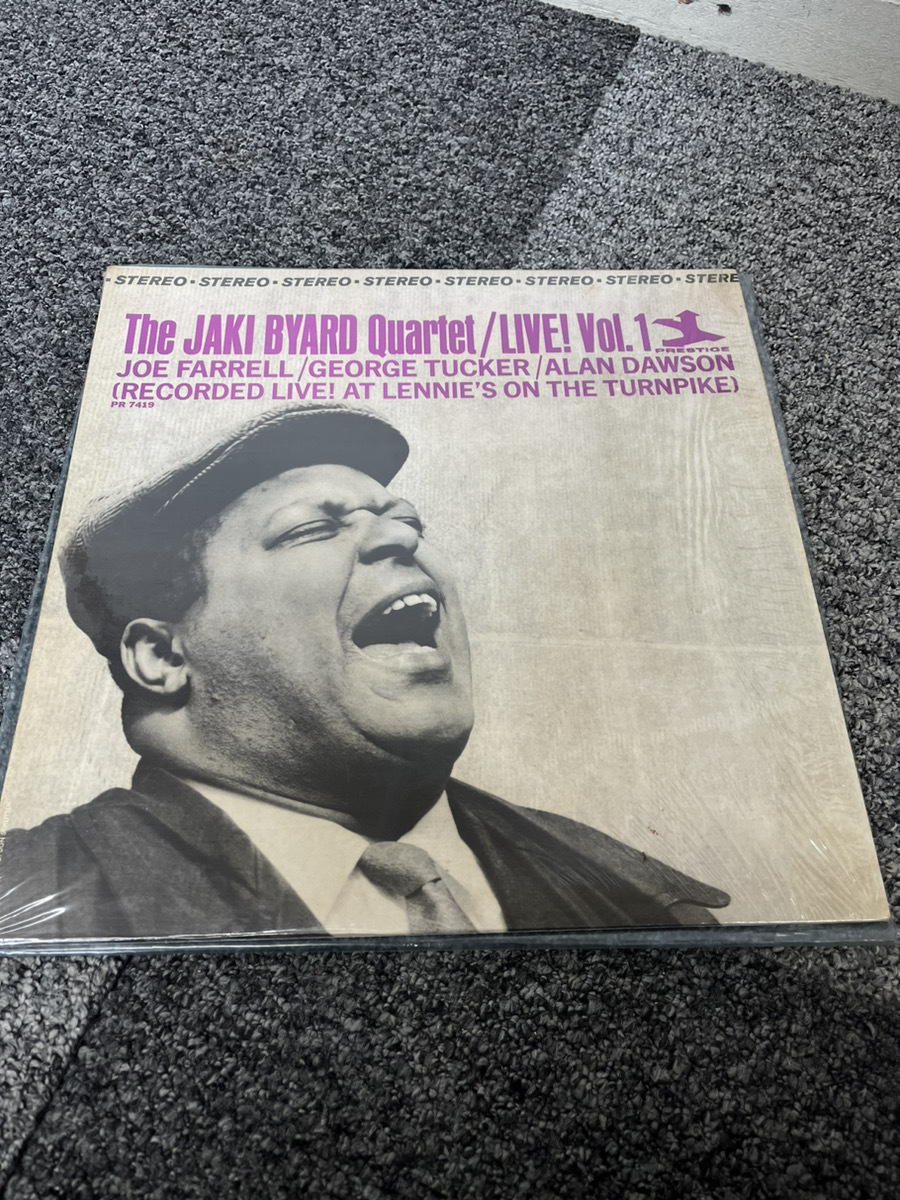 - STEREO - STEREO - STEREO - STEREO - STEREO - STEREO - STEREO - STERE
The JAKI BYARD Quartet/LIVE! Vol. 1
PRESTIGE
JOE FARRELL/GEORGE TUCKER/ALAN DAWSON
(RECORDED LIVE! AT LENNIE'S ON THE TURNPIKE)
PR 7419